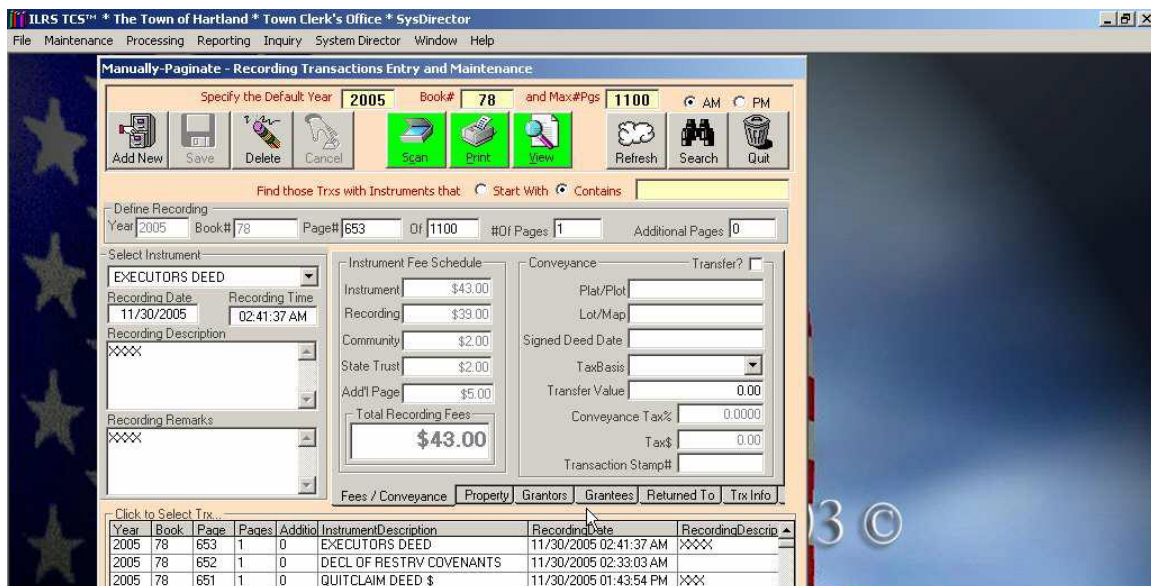 ILRS TCS™ * The Town of Hartland * Town Clerk's Office * SysDirector
File Maintenance Processing Reporting Inquiry System Director Window Help
Manually-Paginate - Recording Transactions Entry and Maintenance
Specify the Default Year 2005 Book# 78 and Max#Pgs 1100 AM PM
Add New Save Delete Cancel Scan Print View Refresh Search Quit
Find those Trxs with Instruments that Start With Contains
Define Recording
Year 2005 Book# 78 Page# 653 Of 1100 #Of Pages 1 Additional Pages 0
Select Instrument
EXECUTORS DEED
Recording Date Recording Time
11/30/2005 02:41:37 AM
Recording Description
XXXX
Recording Remarks
XXXX
Instrument Fee Schedule
Instrument $43.00
Recording $39.00
Community $2.00
State Trust $2.00
Add'l Page $5.00
Total Recording Fees
$43.00
Conveyance Transfer?
Plat/Plot
Lot/Map
Signed Deed Date
TaxBasis
Transfer Value 0.00
Conveyance Tax% 0.0000
Tax$ 0.00
Transaction Stamp#
Fees / Conveyance Property Grantors Grantees Returned To Trx Info
Click to Select Trx...
Year Book Page Pages Additio InstrumentDescription RecordingDate RecordingDescrip
2005 78 653 1 0 EXECUTORS DEED 11/30/2005 02:41:37 AM XXXX
2005 78 652 1 0 DECL OF RESTRV COVENANTS 11/30/2005 02:33:03 AM
2005 78 651 1 0 QUITCLAIM DEED $ 11/30/2005 01:43:54 PM XXX
03 ©